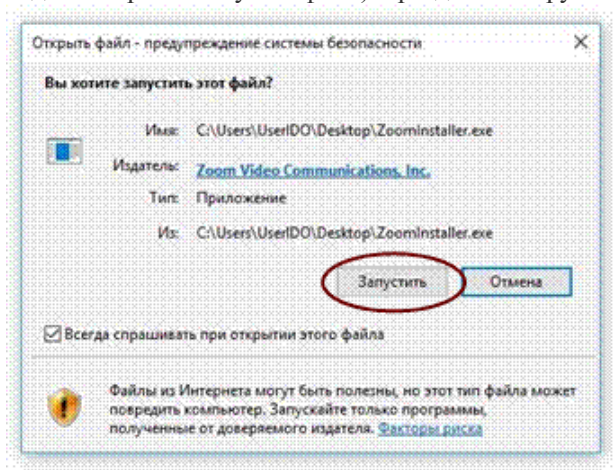 Открыть файл - предупреждение системы безопасности
Вы хотите запустить этот файл?
Имя: C:\Users\UserIDO\Desktop\ZoomInstaller.exe
Издатель: Zoom Video Communications, Inc.
Тип: Приложение
Из: C:\Users\UserIDO\Desktop\ZoomInstaller.exe
Запустить Отмена
Всегда спрашивать при открытии этого файла
Файлы из Интернета могут быть полезны, но этот тип файла может
повредить компьютер. Запускайте только программы,
полученные от доверяемого издателя. Факторы риска